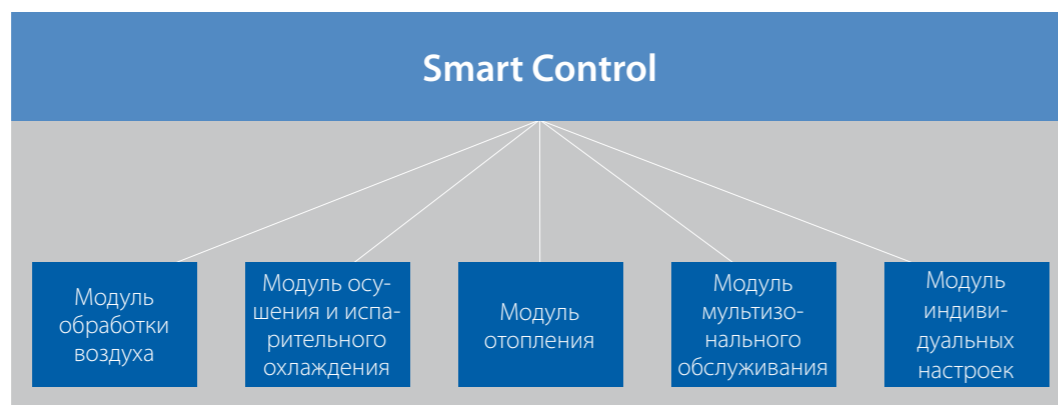 Smart Control
Модуль
обработки
воздуха
Модуль осу-
шения и испа-
рительного
охлаждения
Модуль
отопления
Модуль
мультизо-
нального
обслуживания
Модуль
индиви-
дуальных
настроек